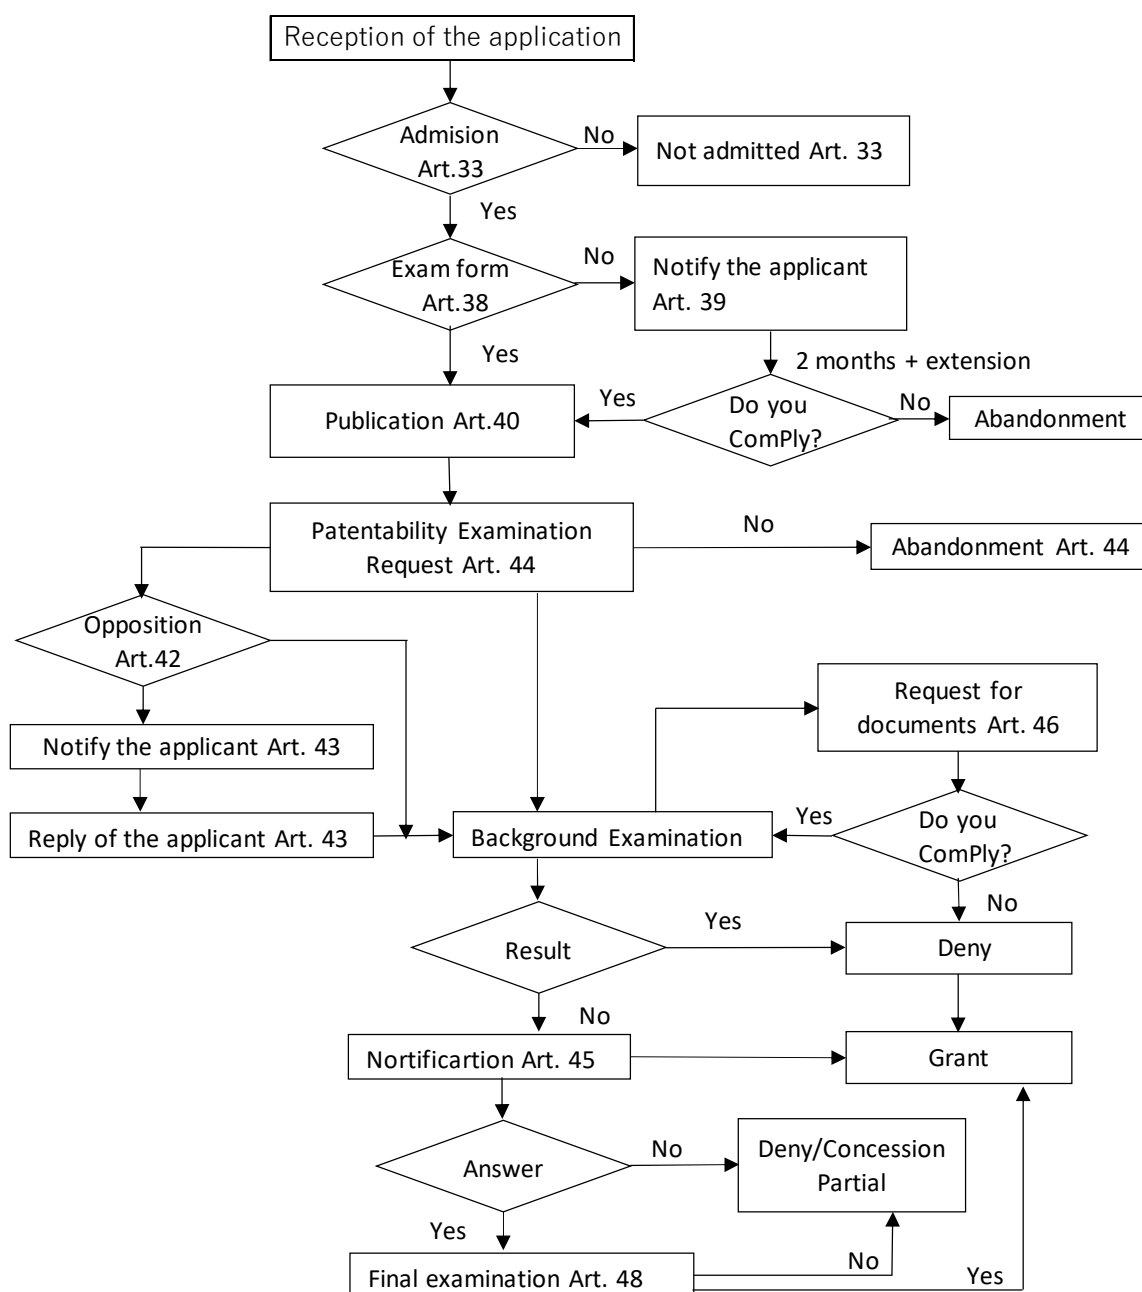 Reception of the application
Admision
Art.33
No
Not admitted Art. 33
Yes
Exam form
Art.38
No
Notify the applicant
Art. 39
Yes
2 months + extension
Publication Art.40
Yes
Do you
ComPly?
No
Abandonment
Patentability Examination
Request Art. 44
No
Abandonment Art. 44
Opposition
Art.42
Request for
documents Art. 46
Notify the applicant Art. 43
Reply of the applicant Art. 43
Background Examination
Yes
Do you
ComPly?
No
Result
Yes
Deny
No
Nortificartion Art. 45
Grant
Answer
No
Deny/Concession
Partial
Yes
Final examination Art. 48
No
Yes